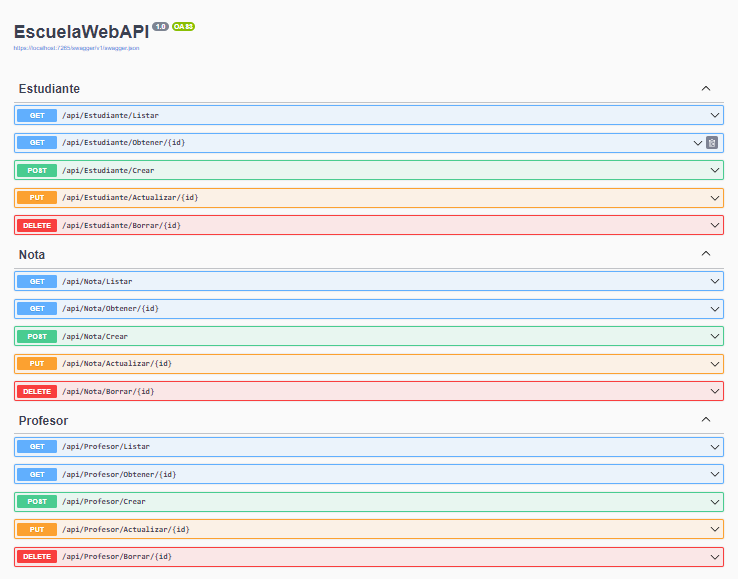 EscuelaWebAPI 1.0 OAS3
https://localhost:7265/swagger/v1/swagger.json
Estudiante
GET /api/Estudiante/Listar
GET /api/Estudiante/Obtener/{id}
POST /api/Estudiante/Crear
PUT /api/Estudiante/Actualizar/{id}
DELETE /api/Estudiante/Borrar/{id}
Nota
GET /api/Nota/Listar
GET /api/Nota/Obtener/{id}
POST /api/Nota/Crear
PUT /api/Nota/Actualizar/{id}
DELETE /api/Nota/Borrar/{id}
Profesor
GET /api/Profesor/Listar
GET /api/Profesor/Obtener/{id}
POST /api/Profesor/Crear
PUT /api/Profesor/Actualizar/{id}
DELETE /api/Profesor/Borrar/{id}